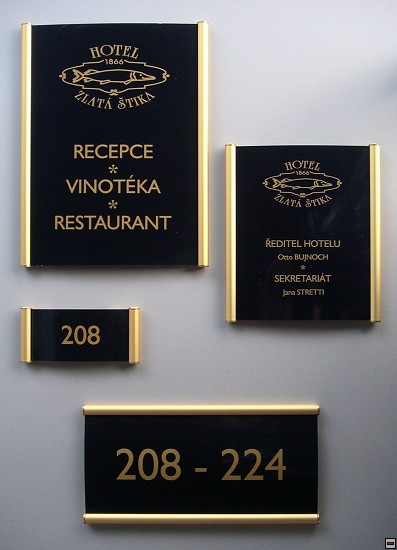 HOTEL
1866
ZLATÁ ŠTIKA
RECEPCE
*
VINOTÉKA
*
RESTAURANT
HOTEL
1866
ZLATÁ ŠTIKA
ŘEDITEL HOTELU
Otto BUJNOCH
*
SEKRETARIÁT
Jana STRETTI
208
208 - 224